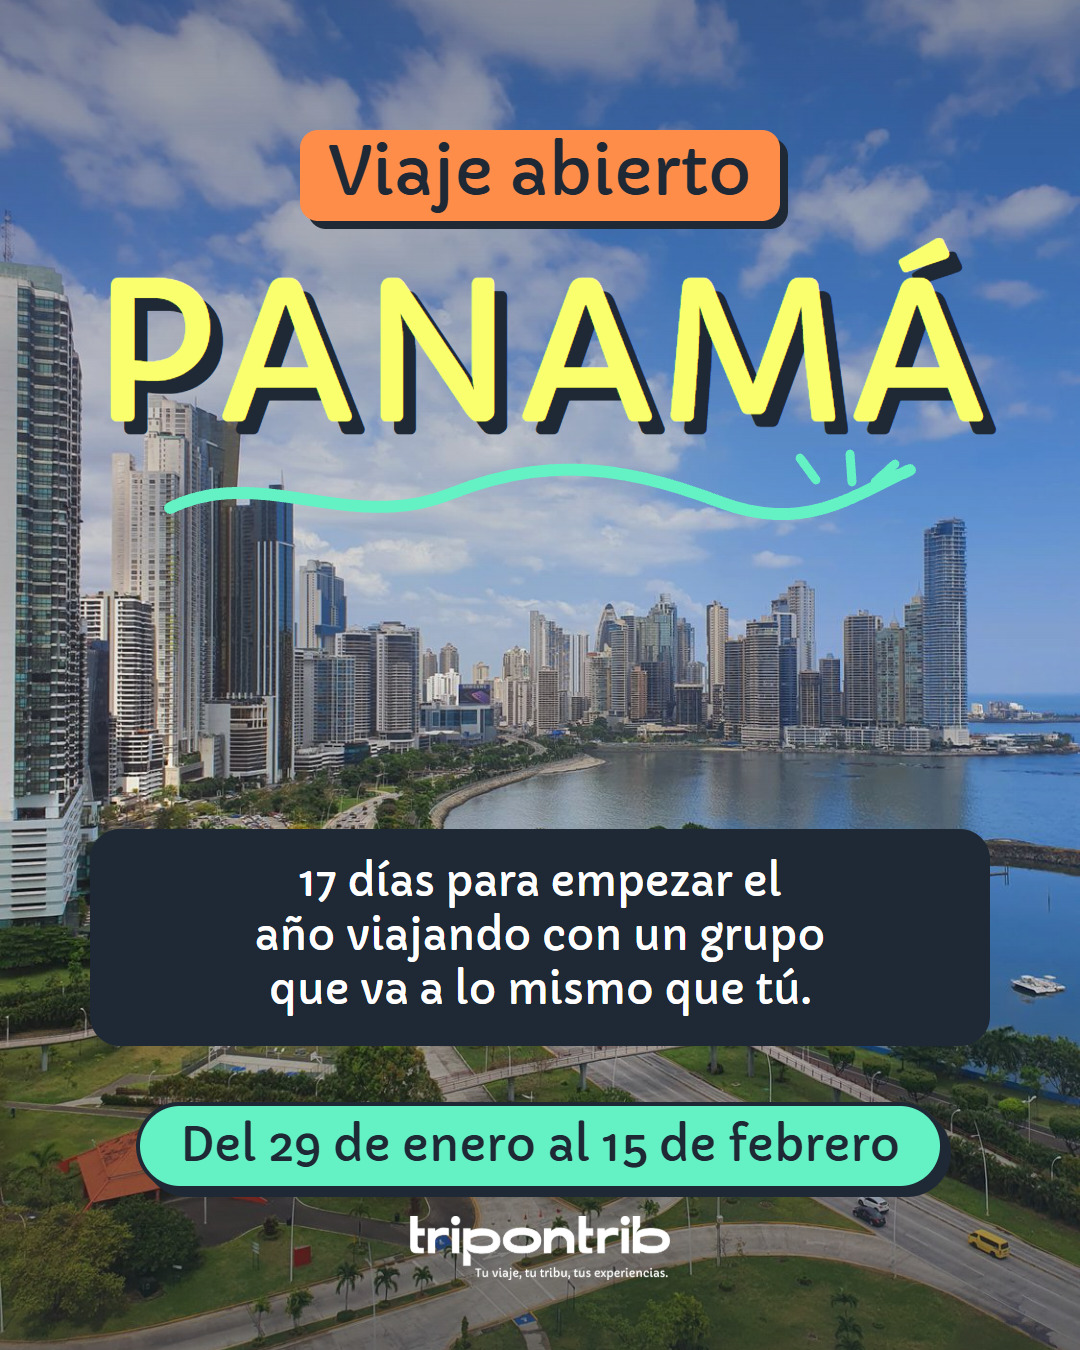 Viaje abierto
PANAMÁ
17 días para empezar el
año viajando con un grupo
que va a lo mismo que tú.
Del 29 de enero al 15 de febrero
tripontrib
Tu viaje, tu tribu, tus experiencias.